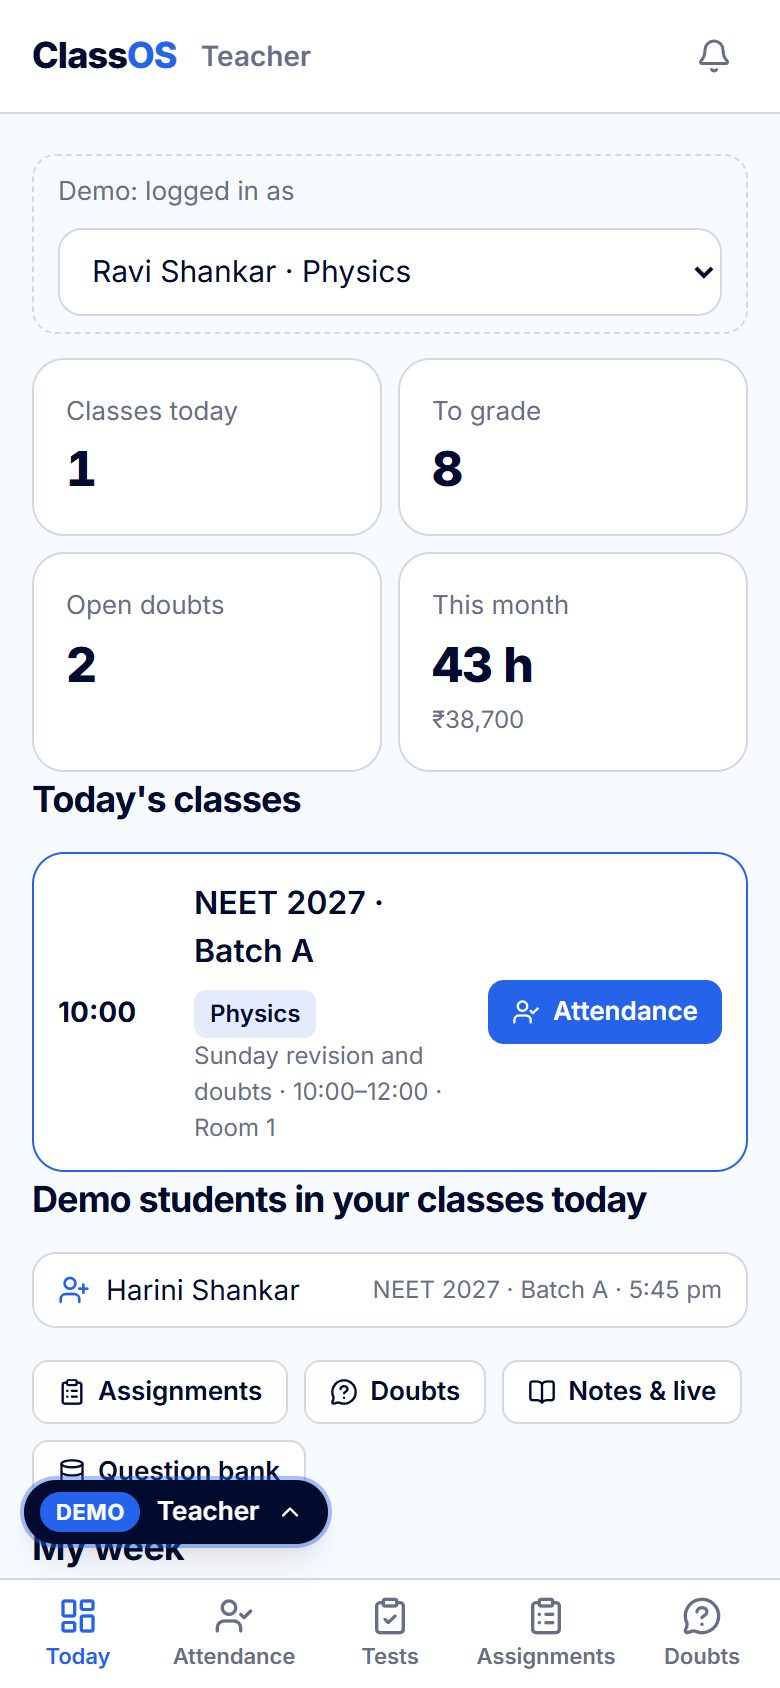 ClassOS Teacher
Demo: logged in as
Ravi Shankar · Physics
Classes today
1
To grade
8
Open doubts
2
This month
43 h
₹38,700
Today's classes
10:00
NEET 2027 ·
Batch A
Physics
Sunday revision and
doubts · 10:00–12:00 ·
Room 1
Attendance
Demo students in your classes today
Harini Shankar NEET 2027 · Batch A · 5:45 pm
Assignments Doubts Notes & live
Question bank
DEMO Teacher
My week
Today Attendance Tests Assignments Doubts